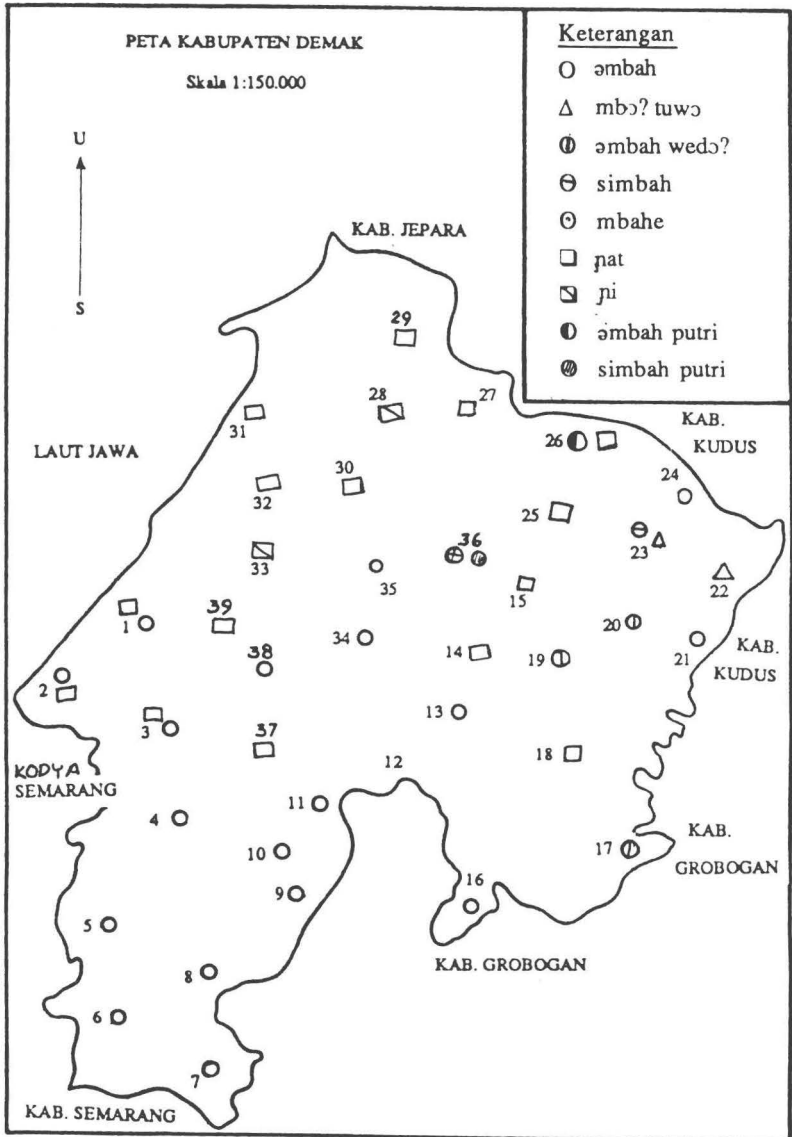 PETA KABUPATEN DEMAK
Skala 1:150.000
U
S
Keterangan
əmbah
mbɔ? tuwɔ
əmbah wedɔ?
simbah
mbahe
ɲat
ɲi
əmbah putri
simbah putri
KAB. JEPARA
29
28
27
31
26
KAB.
KUDUS
LAUT JAWA
24
30
32
25
23
36
33
35
15
22
1
39
20
34
14
19
21
KAB.
KUDUS
38
2
13
3
37
18
12
KODYA
SEMARANG
11
4
10
17
KAB.
GROBOGAN
9
16
5
KAB. GROBOGAN
8
6
7
KAB. SEMARANG